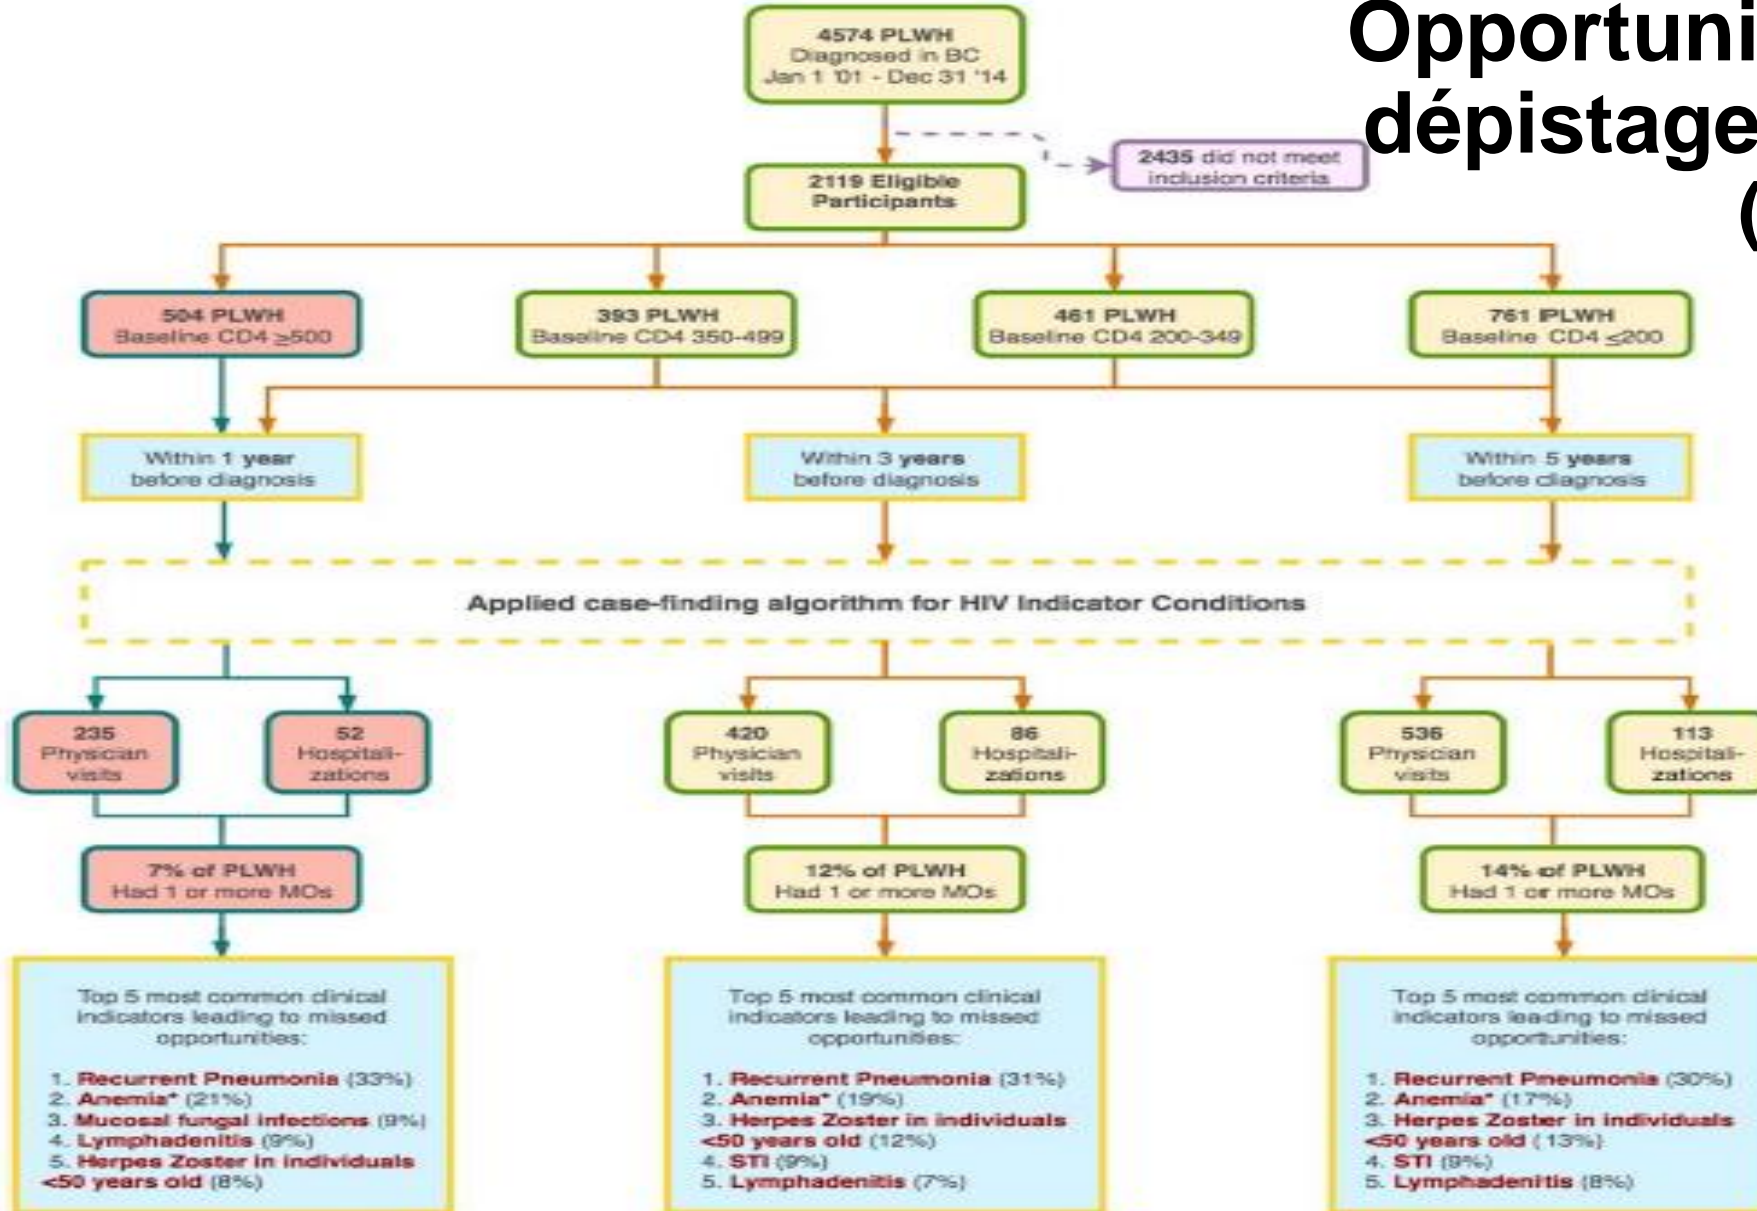 Opportuni
dépistage
(
4574 PLWH
Diagnosed in BC
Jan 1 '01 - Dec 31 '14
2435 did not meet
inclusion criteria
2119 Eligible
Participants
504 PLWH
Baseline CD4 ≥500
393 PLWH
Baseline CD4 350-499
461 PLWH
Baseline CD4 200-349
761 PLWH
Baseline CD4 ≤200
Within 1 year
before diagnosis
Within 3 years
before diagnosis
Within 5 years
before diagnosis
Applied case-finding algorithm for HIV Indicator Conditions
235
Physician
visits
52
Hospitali-
zations
420
Physician
visits
86
Hospitali-
zations
536
Physician
visits
113
Hospitali-
zations
7% of PLWH
Had 1 or more MOs
12% of PLWH
Had 1 or more MOs
14% of PLWH
Had 1 or more MOs
Top 5 most common clinical
indicators leading to missed
opportunities:
1. Recurrent Pneumonia (33%)
2. Anemia* (21%)
3. Mucosal fungal infections (9%)
4. Lymphadenitis (9%)
5. Herpes Zoster in individuals
<50 years old (8%)
Top 5 most common clinical
indicators leading to missed
opportunities:
1. Recurrent Pneumonia (31%)
2. Anemia* (19%)
3. Herpes Zoster in individuals
<50 years old (12%)
4. STI (9%)
5. Lymphadenitis (7%)
Top 5 most common clinical
indicators leading to missed
opportunities:
1. Recurrent Pneumonia (30%)
2. Anemia* (17%)
3. Herpes Zoster in individuals
<50 years old (13%)
4. STI (9%)
5. Lymphadenitis (8%)